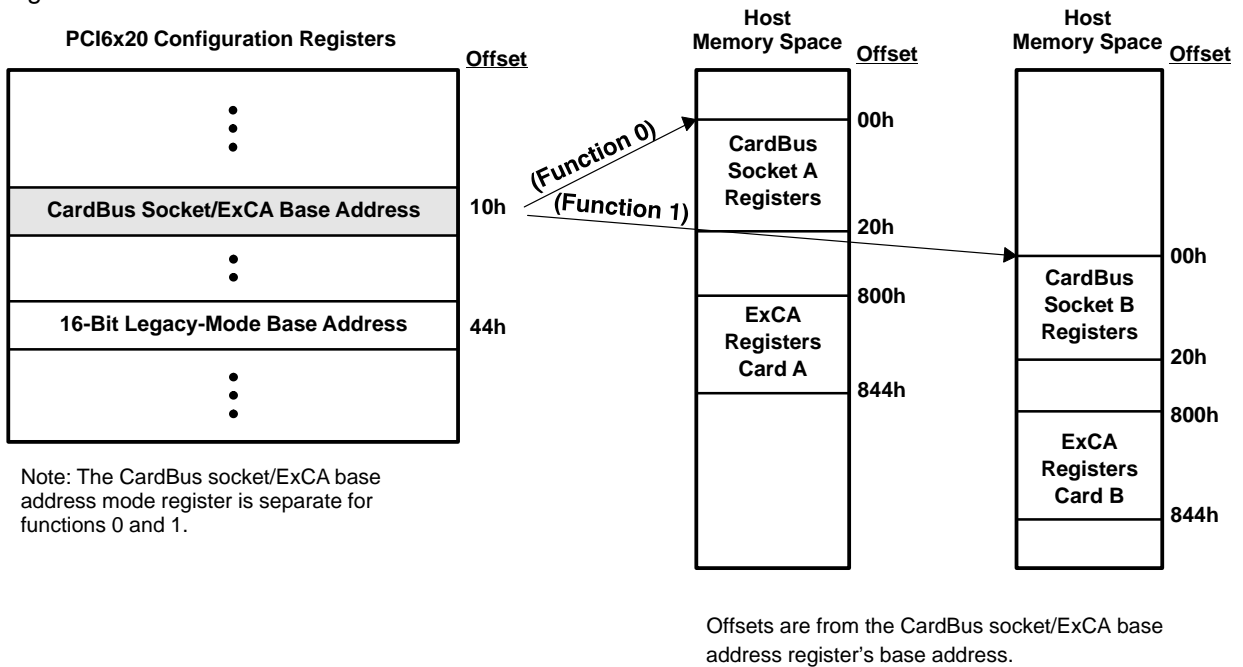 PCI6x20 Configuration Registers
Offset
CardBus Socket/ExCA Base Address
10h
16-Bit Legacy-Mode Base Address
44h
Note: The CardBus socket/ExCA base
address mode register is separate for
functions 0 and 1.
(Function 0)
(Function 1)
Host
Memory Space
Offset
00h
CardBus
Socket A
Registers
20h
800h
ExCA
Registers
Card A
844h
Host
Memory Space
Offset
00h
CardBus
Socket B
Registers
20h
800h
ExCA
Registers
Card B
844h
Offsets are from the CardBus socket/ExCA base
address register’s base address.